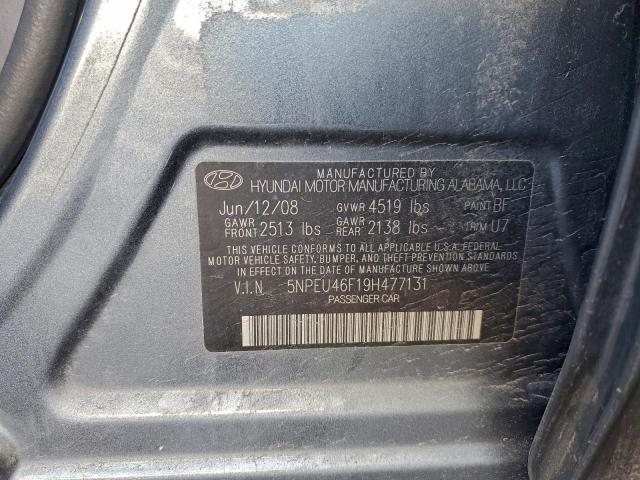 MANUFACTURED BY
HYUNDAI MOTOR MANUFACTURING ALABAMA, LLC
Jun/12/08 GVWR 4519 lbs PAINT BF
GAWR FRONT 2513 lbs GAWR REAR 2138 lbs TRIM U7
THIS VEHICLE CONFORMS TO ALL APPLICABLE U.S.A. FEDERAL
MOTOR VEHICLE SAFETY, BUMPER, AND THEFT PREVENTION STANDARDS
IN EFFECT ON THE DATE OF MANUFACTURE SHOWN ABOVE.
V.I.N 5NPEU46F19H477131
PASSENGER CAR